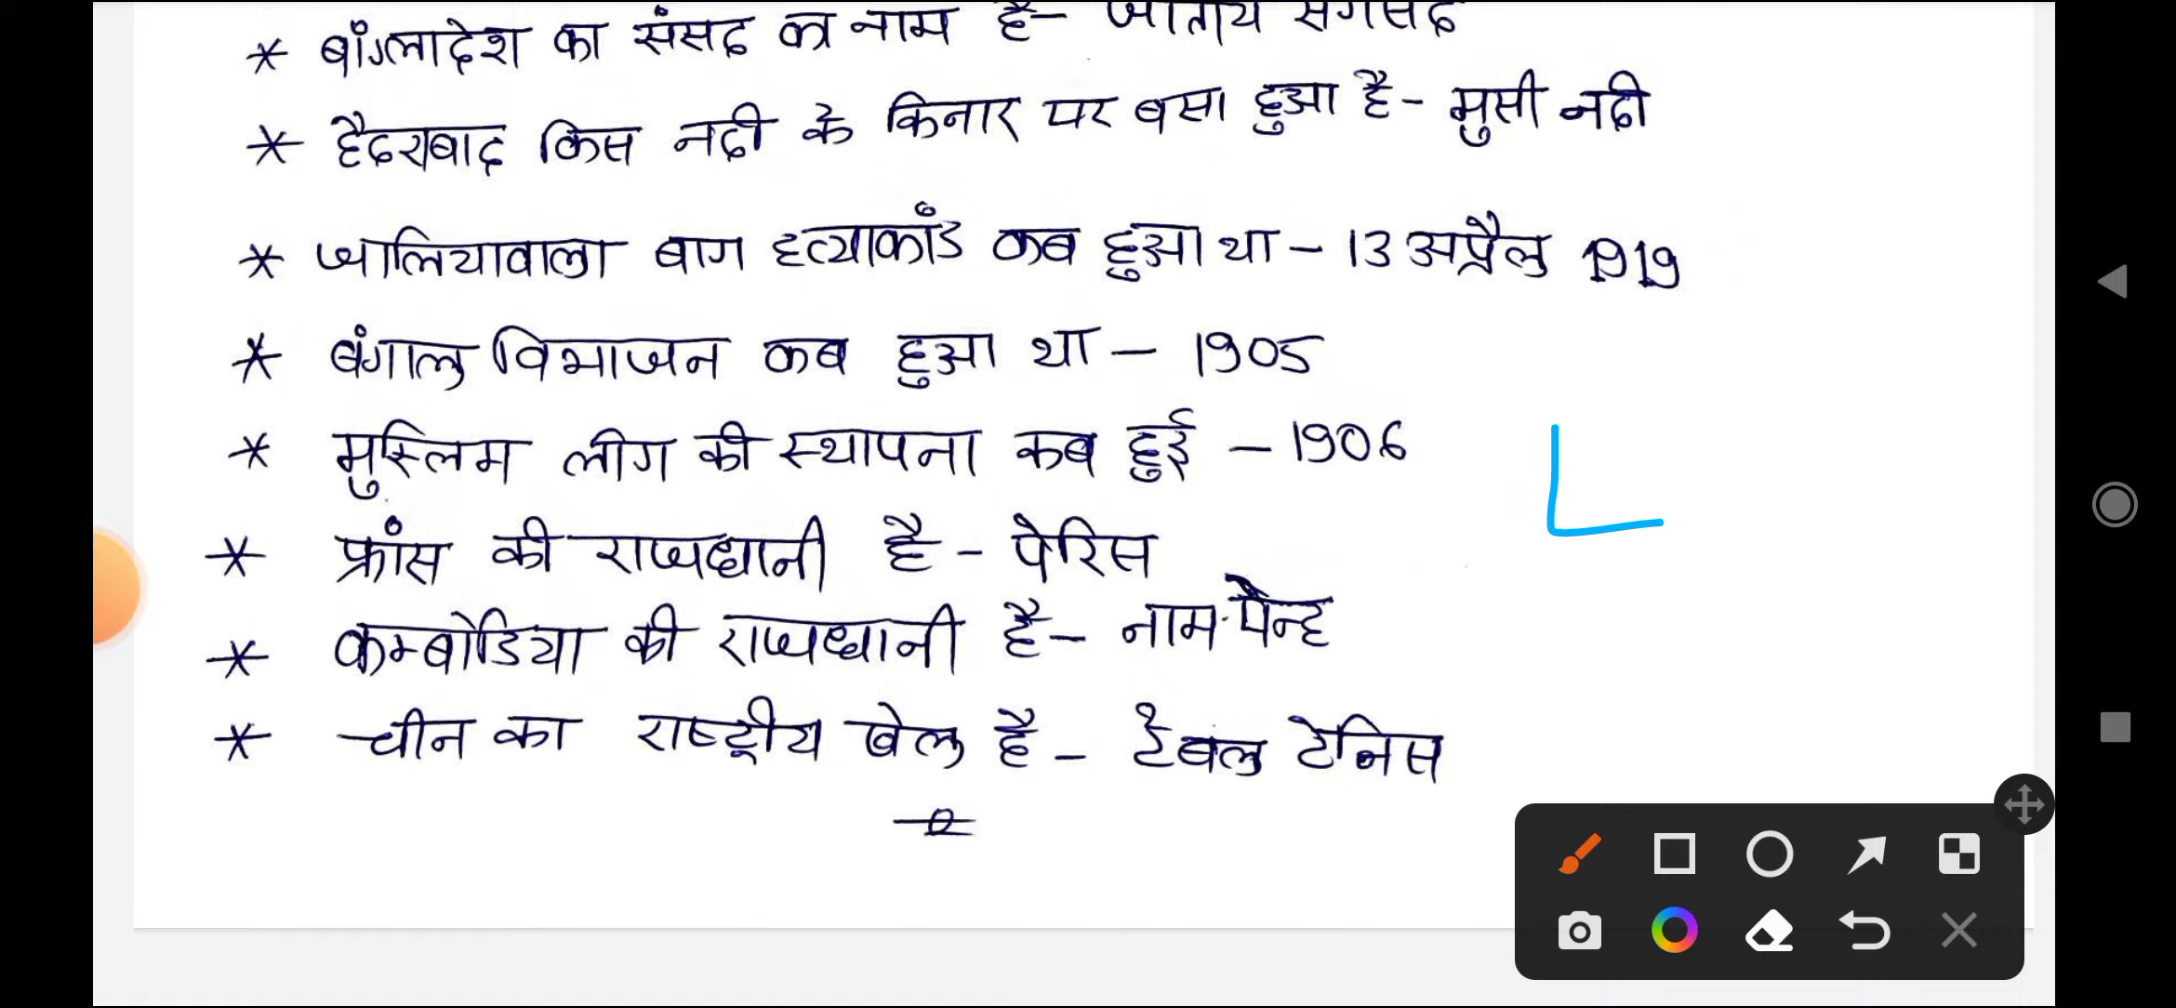 * बांग्लादेश का संसद का नाम है- जातीय संगसद
* हैदराबाद किस नदी के किनार पर बसा हुआ है- मुसी नदी
* जालियावाला बाग हत्याकांड कब हुआ था- 13 अप्रैल 1919
* बंगाल विभाजन कब हुआ था- 1905
* मुस्लिम लीग की स्थापना कब हुई - 1906
* फ्रांस की राजधानी है- पेरिस
* कम्बोडिया की राजधानी है- नाम-पेन्ह
* चीन का राष्ट्रीय खेल है- टेबल टेनिस